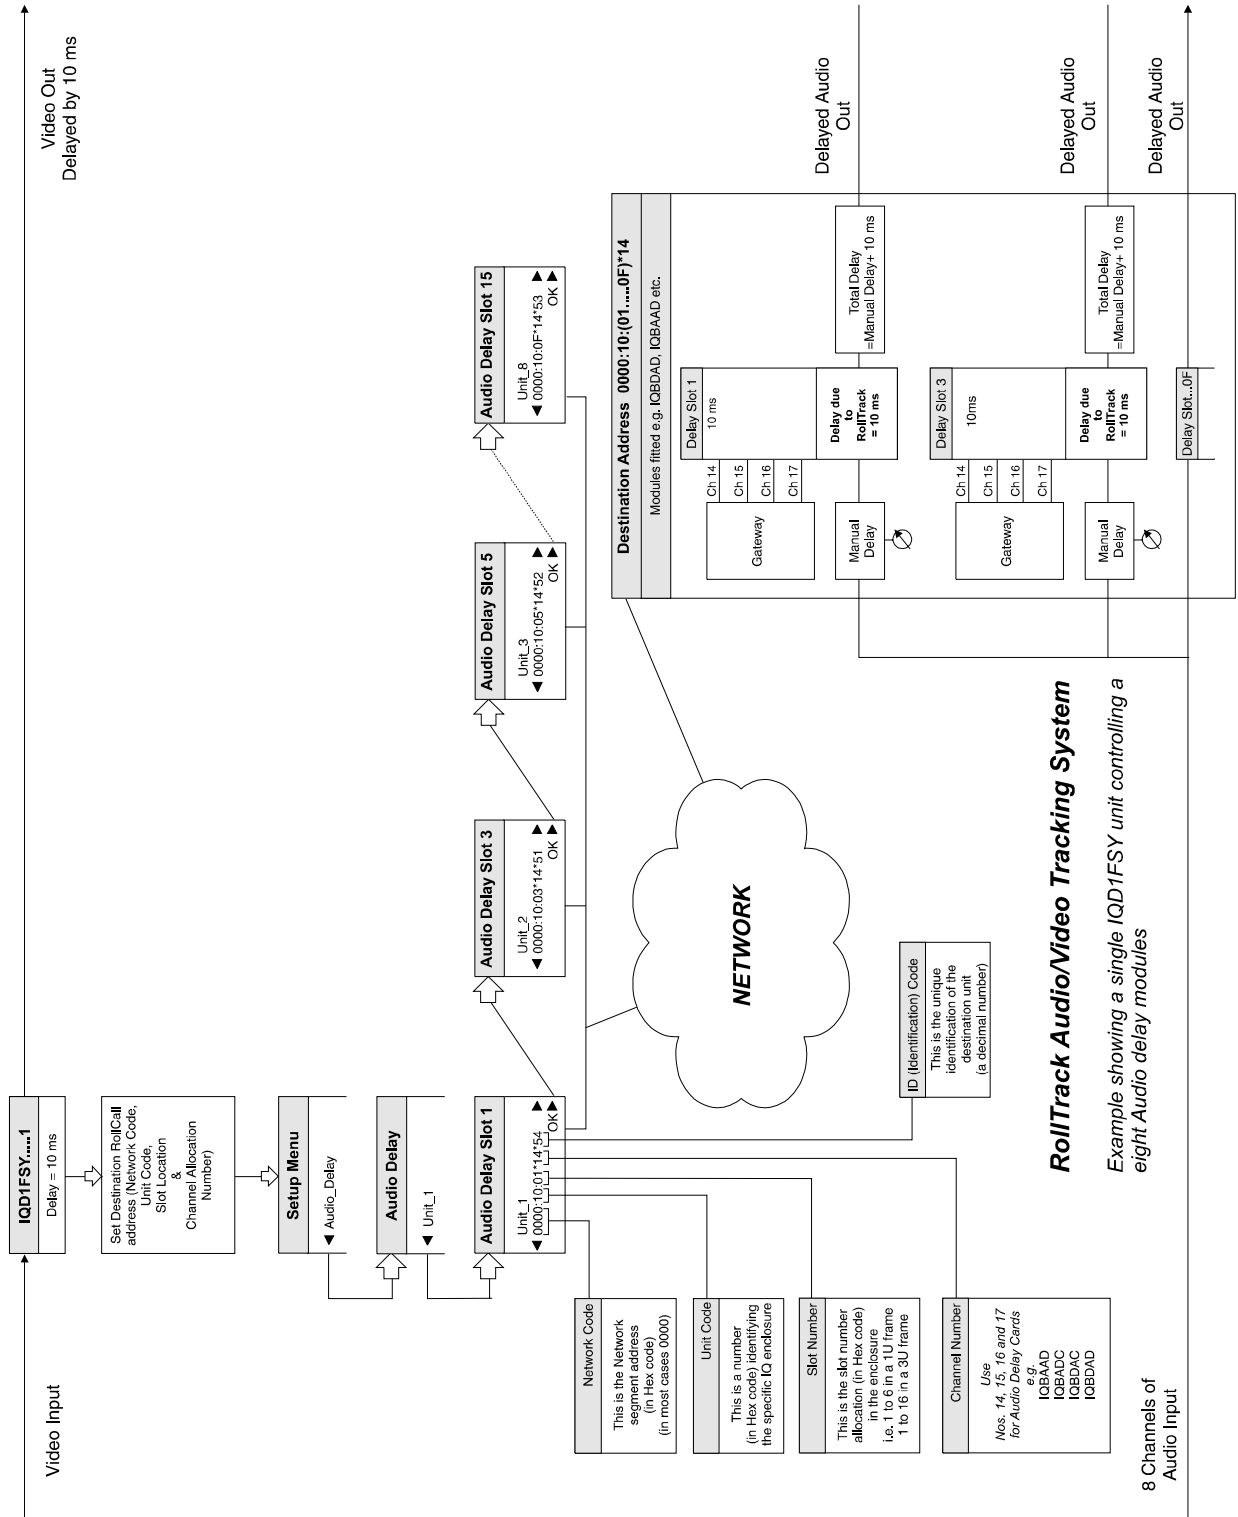 Video Input
Video Out
Delayed by 10 ms
IQD1FSY.....1
Delay = 10 ms
Set Destination RollCall
address (Network Code,
Unit Code,
Slot Location
&
Channel Allocation
Number)
Setup Menu
◀ Audio_Delay
Audio Delay
◀ Unit_1
Audio Delay Slot 1
Unit_1
◀ 0000:10:01*14*54 ▶
OK ▶
Audio Delay Slot 3
Unit_2
◀ 0000:10:03*14*51 ▶
OK ▶
Audio Delay Slot 5
Unit_3
◀ 0000:10:05*14*52 ▶
OK ▶
Audio Delay Slot 15
Unit_8
◀ 0000:10:0F*14*53 ▶
OK ▶
Network Code
This is the Network
segment address
(in Hex code)
(in most cases 0000)
Unit Code
This is a number
(in Hex code) identifying
the specific IQ enclosure
Slot Number
This is the slot number
allocation (in Hex code)
in the enclosure
i.e. 1 to 6 in a 1U frame
1 to 16 in a 3U frame
Channel Number
Use
Nos. 14, 15, 16 and 17
for Audio Delay Cards
e.g.
IQBAAD
IQBADC
IQBDAC
IQBDAD
ID (Identification) Code
This is the unique
identification of the
destination unit
(a decimal number)
NETWORK
Destination Address 0000:10:(01.....0F)*14
Modules fitted e.g. IQBDAD, IQBAAD etc.
Gateway
Ch 14
Ch 15
Ch 16
Ch 17
Delay Slot 1
10 ms
Manual
Delay
Delay due
to
RollTrack
= 10 ms
Total Delay
=Manual Delay+ 10 ms
Delayed Audio
Out
Gateway
Ch 14
Ch 15
Ch 16
Ch 17
Delay Slot 3
10ms
Manual
Delay
Delay due
to
RollTrack
= 10 ms
Total Delay
=Manual Delay+ 10 ms
Delayed Audio
Out
Delay Slot...0F
Delayed Audio
Out
RollTrack Audio/Video Tracking System
Example showing a single IQD1FSY unit controlling a
eight Audio delay modules
8 Channels of
Audio Input